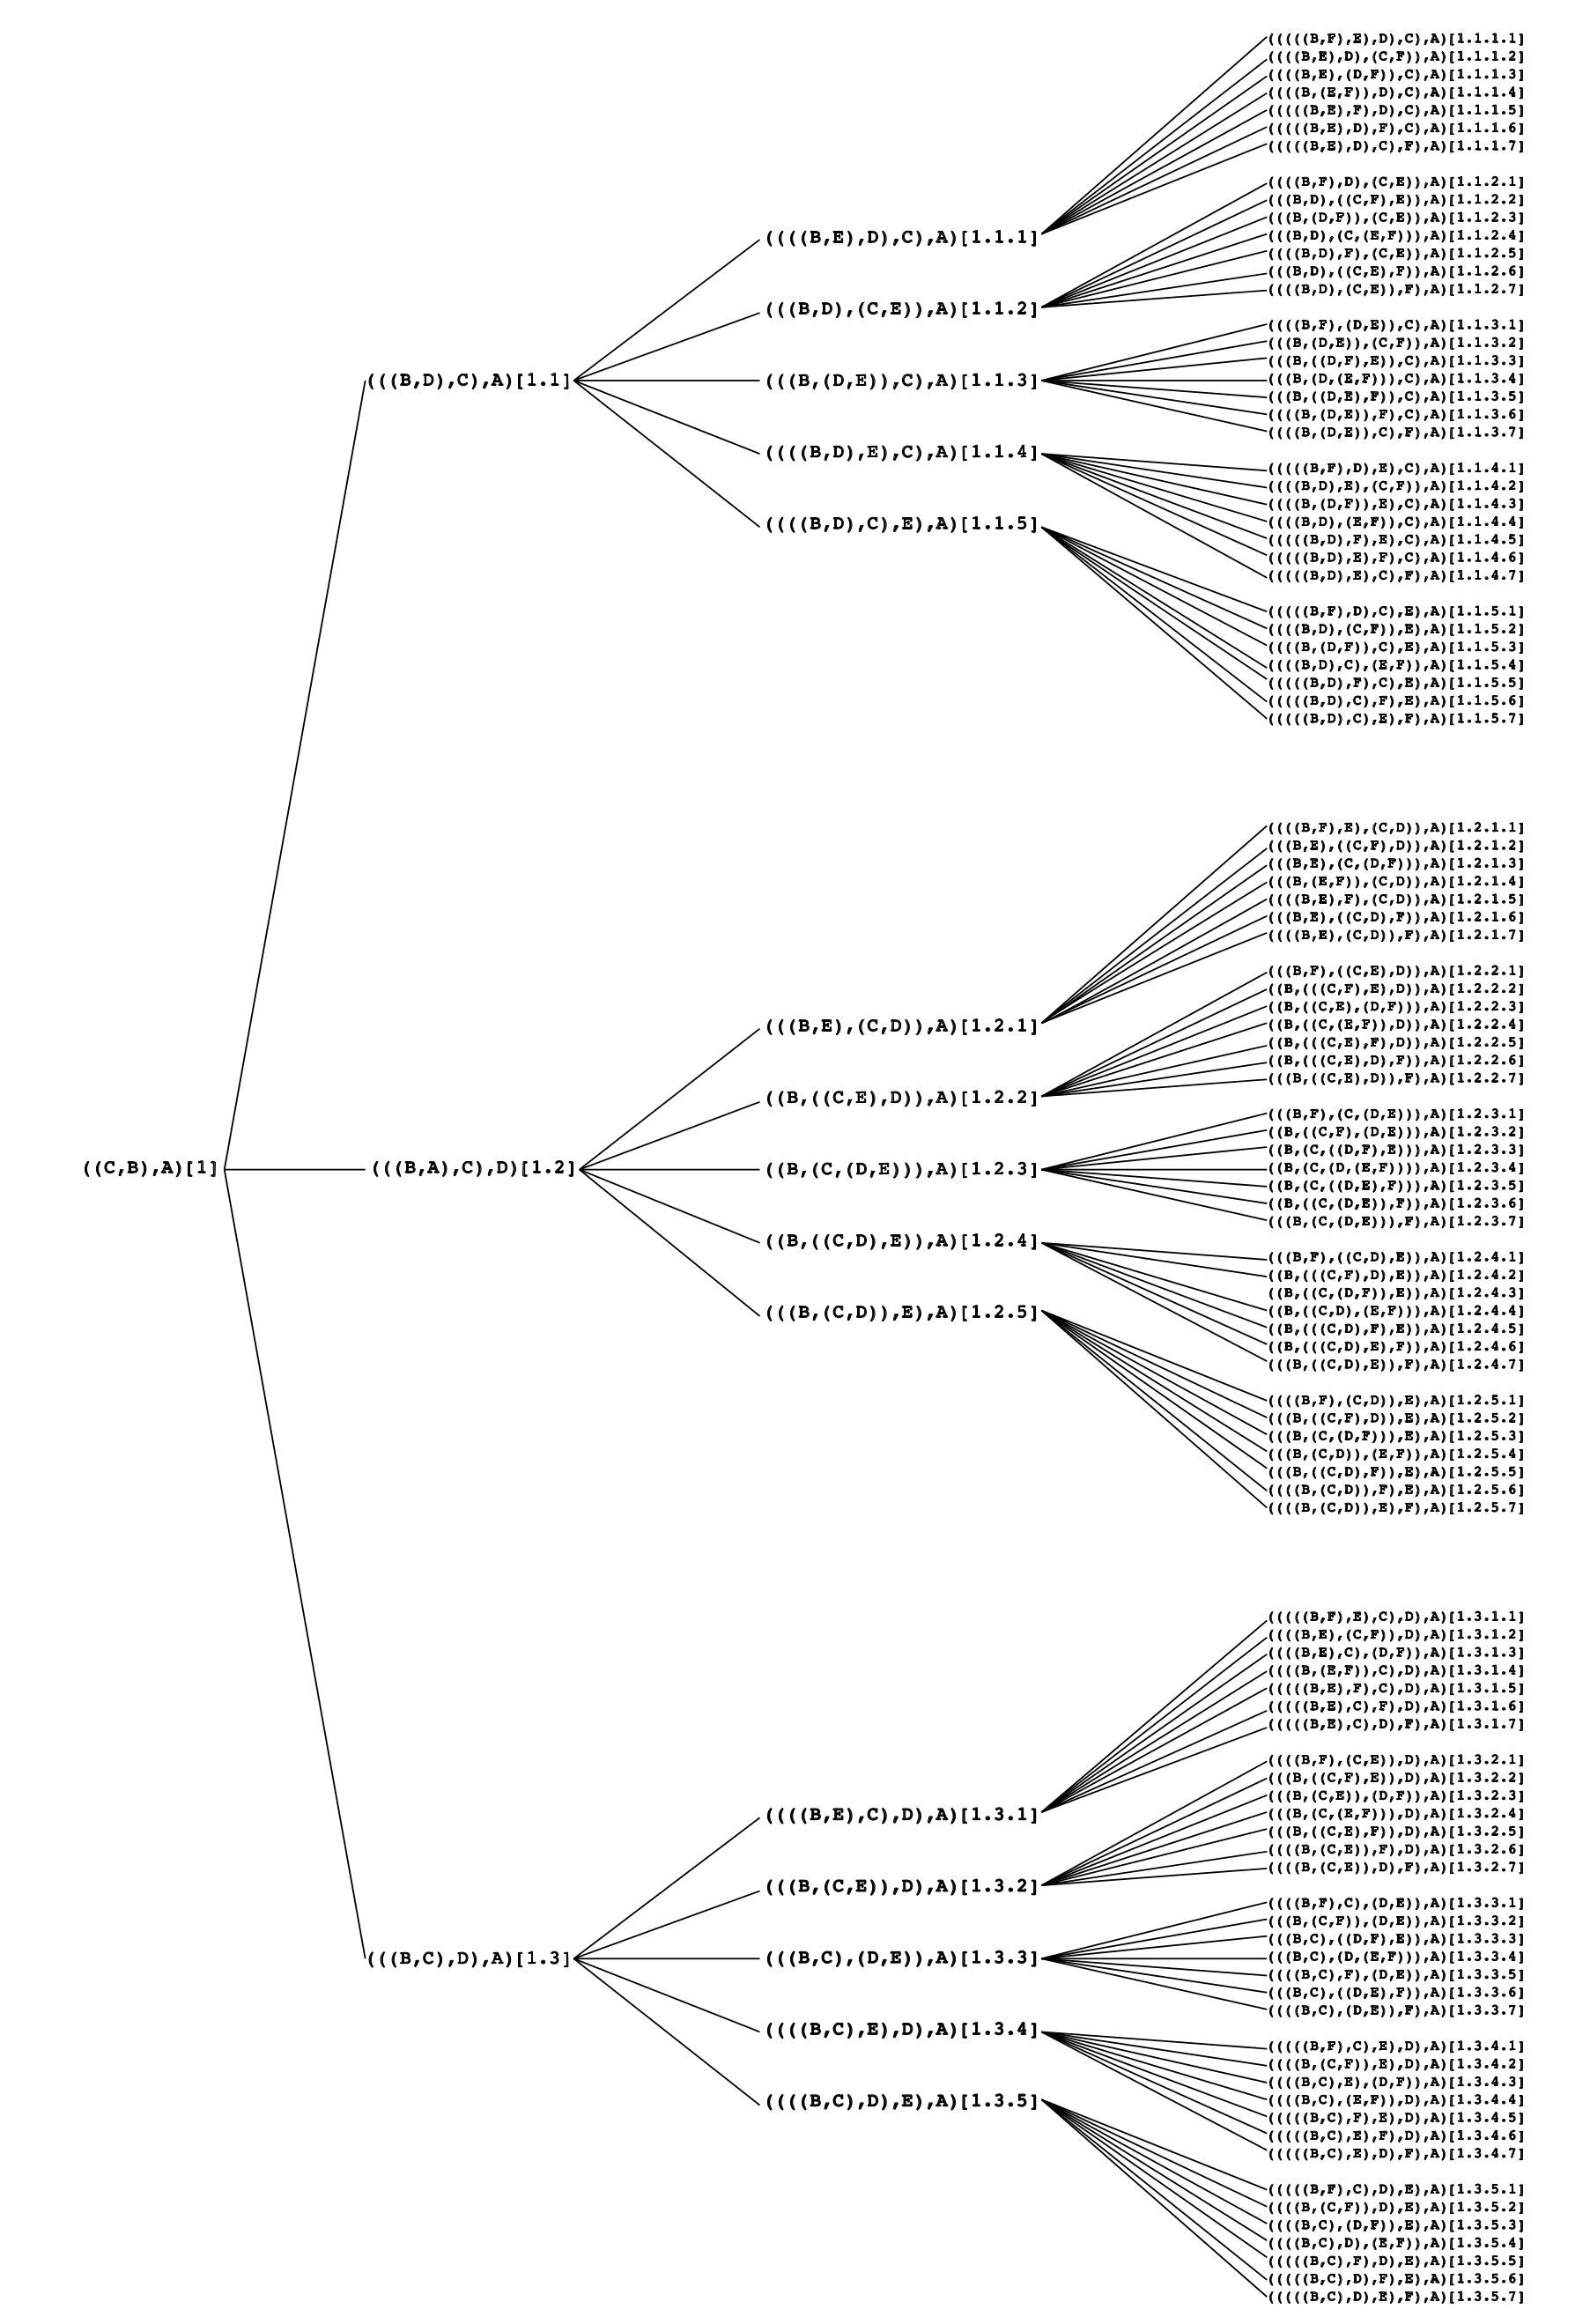 ((C,B),A)[1]
(((B,D),C),A)[1.1]
(((B,A),C),D)[1.2]
(((B,C),D),A)[1.3]
((((B,E),D),C),A)[1.1.1]
(((B,D),(C,E)),A)[1.1.2]
(((B,(D,E)),C),A)[1.1.3]
((((B,D),E),C),A)[1.1.4]
((((B,D),C),E),A)[1.1.5]
(((B,E),(C,D)),A)[1.2.1]
((B,((C,E),D)),A)[1.2.2]
((B,(C,(D,E))),A)[1.2.3]
((B,((C,D),E)),A)[1.2.4]
(((B,(C,D)),E),A)[1.2.5]
((((B,E),C),D),A)[1.3.1]
(((B,(C,E)),D),A)[1.3.2]
(((B,C),(D,E)),A)[1.3.3]
((((B,C),E),D),A)[1.3.4]
((((B,C),D),E),A)[1.3.5]
(((((B,F),E),D),C),A)[1.1.1.1]
((((B,E),D),(C,F)),A)[1.1.1.2]
((((B,E),(D,F)),C),A)[1.1.1.3]
((((B,(E,F)),D),C),A)[1.1.1.4]
(((((B,E),F),D),C),A)[1.1.1.5]
(((((B,E),D),F),C),A)[1.1.1.6]
(((((B,E),D),C),F),A)[1.1.1.7]
((((B,F),D),(C,E)),A)[1.1.2.1]
(((B,D),((C,F),E)),A)[1.1.2.2]
(((B,(D,F)),(C,E)),A)[1.1.2.3]
(((B,D),(C,(E,F))),A)[1.1.2.4]
((((B,D),F),(C,E)),A)[1.1.2.5]
(((B,D),((C,E),F)),A)[1.1.2.6]
((((B,D),(C,E)),F),A)[1.1.2.7]
((((B,F),(D,E)),C),A)[1.1.3.1]
(((B,(D,E)),(C,F)),A)[1.1.3.2]
(((B,((D,F),E)),C),A)[1.1.3.3]
(((B,(D,(E,F))),C),A)[1.1.3.4]
(((B,((D,E),F)),C),A)[1.1.3.5]
((((B,(D,E)),F),C),A)[1.1.3.6]
((((B,(D,E)),C),F),A)[1.1.3.7]
(((((B,F),D),E),C),A)[1.1.4.1]
((((B,D),E),(C,F)),A)[1.1.4.2]
((((B,(D,F)),E),C),A)[1.1.4.3]
((((B,D),(E,F)),C),A)[1.1.4.4]
(((((B,D),F),E),C),A)[1.1.4.5]
(((((B,D),E),F),C),A)[1.1.4.6]
(((((B,D),E),C),F),A)[1.1.4.7]
(((((B,F),D),C),E),A)[1.1.5.1]
((((B,D),(C,F)),E),A)[1.1.5.2]
((((B,(D,F)),C),E),A)[1.1.5.3]
((((B,D),C),(E,F)),A)[1.1.5.4]
(((((B,D),F),C),E),A)[1.1.5.5]
(((((B,D),C),F),E),A)[1.1.5.6]
(((((B,D),C),E),F),A)[1.1.5.7]
((((B,F),E),(C,D)),A)[1.2.1.1]
(((B,E),((C,F),D)),A)[1.2.1.2]
(((B,E),(C,(D,F))),A)[1.2.1.3]
(((B,(E,F)),(C,D)),A)[1.2.1.4]
((((B,E),F),(C,D)),A)[1.2.1.5]
(((B,E),((C,D),F)),A)[1.2.1.6]
((((B,E),(C,D)),F),A)[1.2.1.7]
(((B,F),((C,E),D)),A)[1.2.2.1]
((B,(((C,F),E),D)),A)[1.2.2.2]
((B,((C,E),(D,F))),A)[1.2.2.3]
((B,((C,(E,F)),D)),A)[1.2.2.4]
((B,(((C,E),F),D)),A)[1.2.2.5]
((B,(((C,E),D),F)),A)[1.2.2.6]
(((B,((C,E),D)),F),A)[1.2.2.7]
(((B,F),(C,(D,E))),A)[1.2.3.1]
((B,((C,F),(D,E))),A)[1.2.3.2]
((B,(C,((D,F),E))),A)[1.2.3.3]
((B,(C,(D,(E,F)))),A)[1.2.3.4]
((B,(C,((D,E),F))),A)[1.2.3.5]
((B,((C,(D,E)),F)),A)[1.2.3.6]
(((B,(C,(D,E))),F),A)[1.2.3.7]
(((B,F),((C,D),E)),A)[1.2.4.1]
((B,(((C,F),D),E)),A)[1.2.4.2]
((B,((C,(D,F)),E)),A)[1.2.4.3]
((B,((C,D),(E,F))),A)[1.2.4.4]
((B,(((C,D),F),E)),A)[1.2.4.5]
((B,(((C,D),E),F)),A)[1.2.4.6]
(((B,((C,D),E)),F),A)[1.2.4.7]
((((B,F),(C,D)),E),A)[1.2.5.1]
(((B,((C,F),D)),E),A)[1.2.5.2]
(((B,(C,(D,F))),E),A)[1.2.5.3]
(((B,(C,D)),(E,F)),A)[1.2.5.4]
(((B,((C,D),F)),E),A)[1.2.5.5]
((((B,(C,D)),F),E),A)[1.2.5.6]
((((B,(C,D)),E),F),A)[1.2.5.7]
(((((B,F),E),C),D),A)[1.3.1.1]
((((B,E),(C,F)),D),A)[1.3.1.2]
((((B,E),C),(D,F)),A)[1.3.1.3]
((((B,(E,F)),C),D),A)[1.3.1.4]
(((((B,E),F),C),D),A)[1.3.1.5]
(((((B,E),C),F),D),A)[1.3.1.6]
(((((B,E),C),D),F),A)[1.3.1.7]
((((B,F),(C,E)),D),A)[1.3.2.1]
(((B,((C,F),E)),D),A)[1.3.2.2]
(((B,(C,E)),(D,F)),A)[1.3.2.3]
(((B,(C,(E,F))),D),A)[1.3.2.4]
(((B,((C,E),F)),D),A)[1.3.2.5]
((((B,(C,E)),F),D),A)[1.3.2.6]
((((B,(C,E)),D),F),A)[1.3.2.7]
((((B,F),C),(D,E)),A)[1.3.3.1]
(((B,(C,F)),(D,E)),A)[1.3.3.2]
(((B,C),((D,F),E)),A)[1.3.3.3]
(((B,C),(D,(E,F))),A)[1.3.3.4]
((((B,C),F),(D,E)),A)[1.3.3.5]
(((B,C),((D,E),F)),A)[1.3.3.6]
((((B,C),(D,E)),F),A)[1.3.3.7]
(((((B,F),C),E),D),A)[1.3.4.1]
((((B,(C,F)),E),D),A)[1.3.4.2]
((((B,C),E),(D,F)),A)[1.3.4.3]
((((B,C),(E,F)),D),A)[1.3.4.4]
(((((B,C),F),E),D),A)[1.3.4.5]
(((((B,C),E),F),D),A)[1.3.4.6]
(((((B,C),E),D),F),A)[1.3.4.7]
(((((B,F),C),D),E),A)[1.3.5.1]
((((B,(C,F)),D),E),A)[1.3.5.2]
((((B,C),(D,F)),E),A)[1.3.5.3]
((((B,C),D),(E,F)),A)[1.3.5.4]
(((((B,C),F),D),E),A)[1.3.5.5]
(((((B,C),D),F),E),A)[1.3.5.6]
(((((B,C),D),E),F),A)[1.3.5.7]